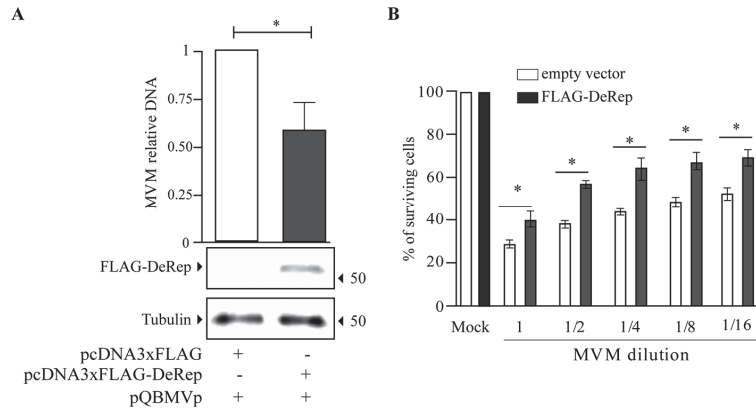 A
*
1
0.75
0.50
0.25
0
MVM relative DNA
FLAG-DeRep
50
Tubulin
50
pcDNA3xFLAG + -
pcDNA3xFLAG-DeRep - +
pQBMVp + +
B
empty vector
FLAG-DeRep
100
80
60
40
20
0
% of surviving cells
* * * * *
Mock 1 1/2 1/4 1/8 1/16
MVM dilution